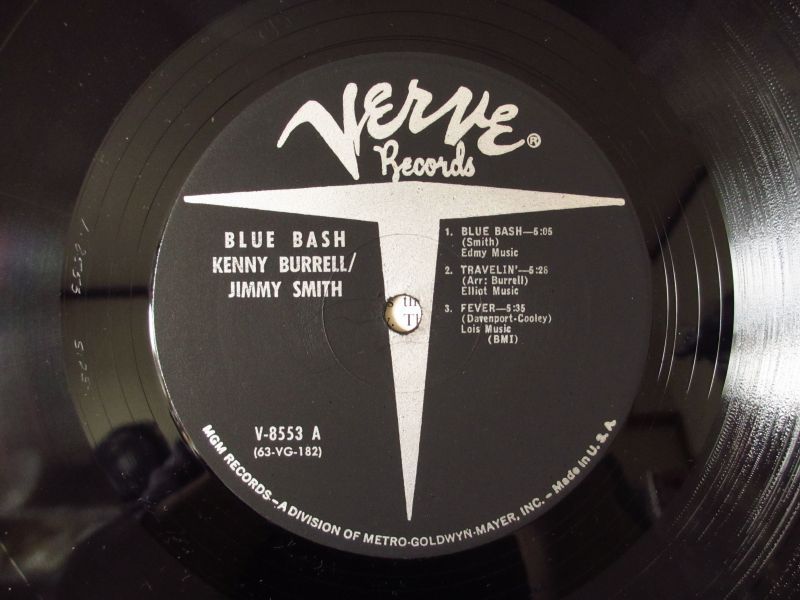 Verve®
Records
BLUE BASH
KENNY BURRELL/
JIMMY SMITH
1. BLUE BASH—5:05
(Smith)
Edmy Music
2. TRAVELIN'—5:26
(Arr: Burrell)
Elliot Music
3. FEVER—5:35
(Davenport-Cooley)
Lois Music
(BMI)
V-8553 A
(63-VG-182)
MGM RECORDS—A DIVISION OF METRO-GOLDWYN-MAYER, INC.—Made in U. S. A.